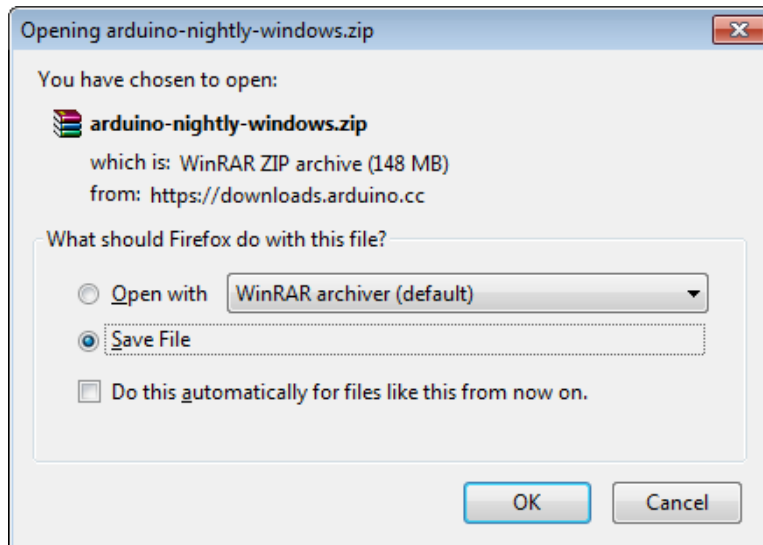 Opening arduino-nightly-windows.zip
You have chosen to open:
arduino-nightly-windows.zip
which is: WinRAR ZIP archive (148 MB)
from: https://downloads.arduino.cc
What should Firefox do with this file?
Open with WinRAR archiver (default)
Save File
Do this automatically for files like this from now on.
OK Cancel